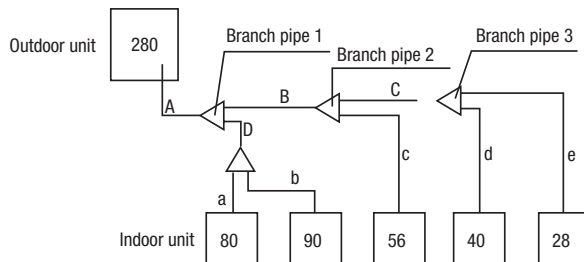 Branch pipe 1
Branch pipe 3
Outdoor unit
280
Branch pipe 2
A
B
C
D
c
d
e
a
b
Indoor unit
80
90
56
40
28